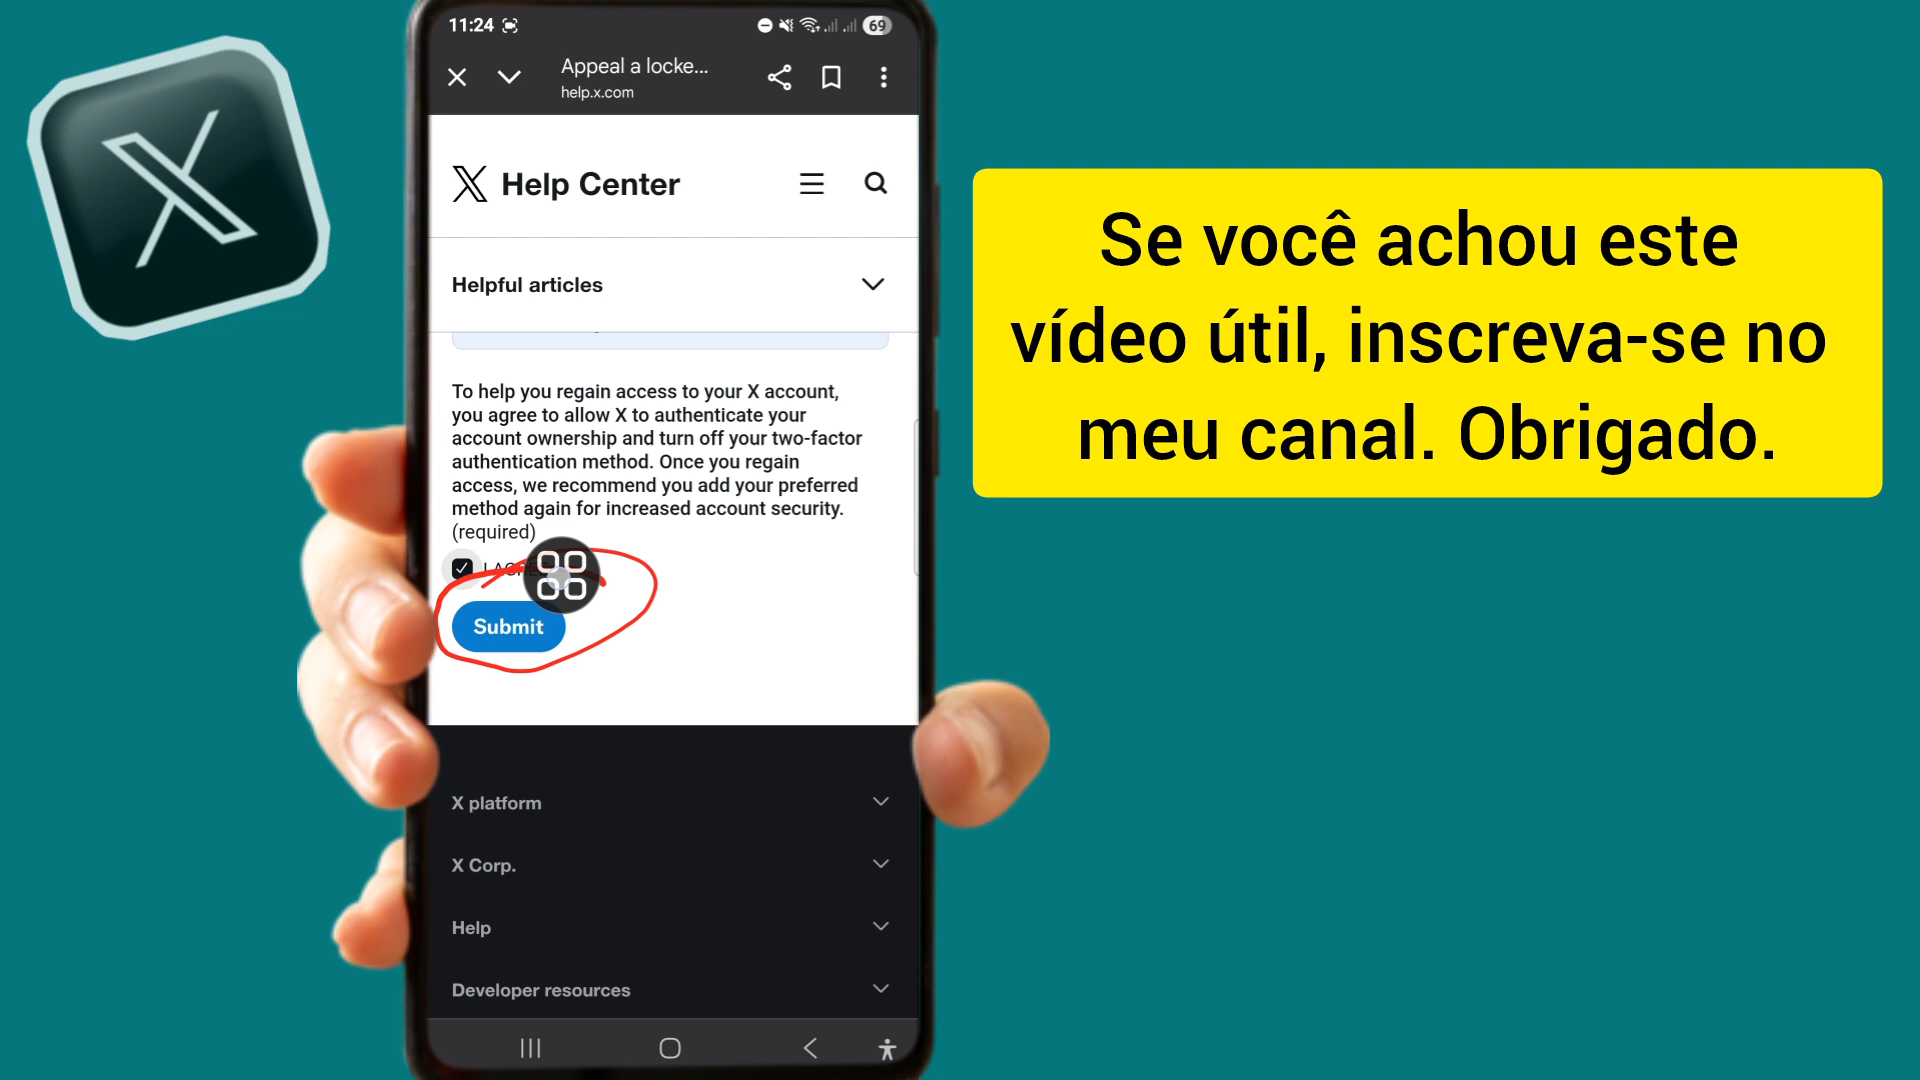 11:24
69
Appeal a locke...
help.x.com
X Help Center
Helpful articles
To help you regain access to your X account,
you agree to allow X to authenticate your
account ownership and turn off your two-factor
authentication method. Once you regain
access, we recommend you add your preferred
method again for increased account security.
(required)
Submit
X platform
X Corp.
Help
Developer resources
Se você achou este
vídeo útil, inscreva-se no
meu canal. Obrigado.